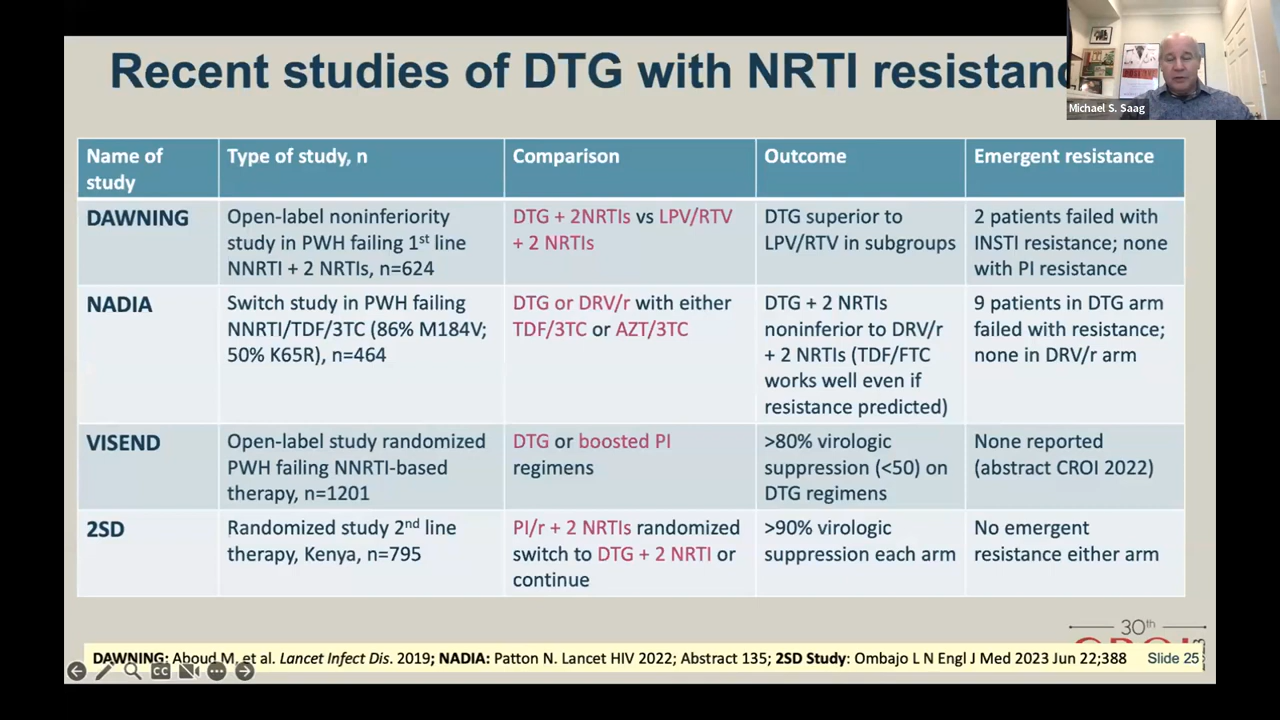 Recent studies of DTG with NRTI resistanc
Michael S. Saag
Name of
study
Type of study, n
Comparison
Outcome
Emergent resistance
DAWNING
Open-label noninferiority
study in PWH failing 1st line
NNRTI + 2 NRTIs, n=624
DTG + 2NRTIs vs LPV/RTV
+ 2 NRTIs
DTG superior to
LPV/RTV in subgroups
2 patients failed with
INSTI resistance; none
with PI resistance
NADIA
Switch study in PWH failing
NNRTI/TDF/3TC (86% M184V;
50% K65R), n=464
DTG or DRV/r with either
TDF/3TC or AZT/3TC
DTG + 2 NRTIs
noninferior to DRV/r
+ 2 NRTIs (TDF/FTC
works well even if
resistance predicted)
9 patients in DTG arm
failed with resistance;
none in DRV/r arm
VISEND
Open-label study randomized
PWH failing NNRTI-based
therapy, n=1201
DTG or boosted PI
regimens
>80% virologic
suppression (<50) on
DTG regimens
None reported
(abstract CROI 2022)
2SD
Randomized study 2nd line
therapy, Kenya, n=795
PI/r + 2 NRTIs randomized
switch to DTG + 2 NRTI or
continue
>90% virologic
suppression each arm
No emergent
resistance either arm
30th
DAWNING: Aboud M, et al. Lancet Infect Dis. 2019; NADIA: Patton N. Lancet HIV 2022; Abstract 135; 2SD Study: Ombajo L N Engl J Med 2023 Jun 22;388
Slide 25
CC